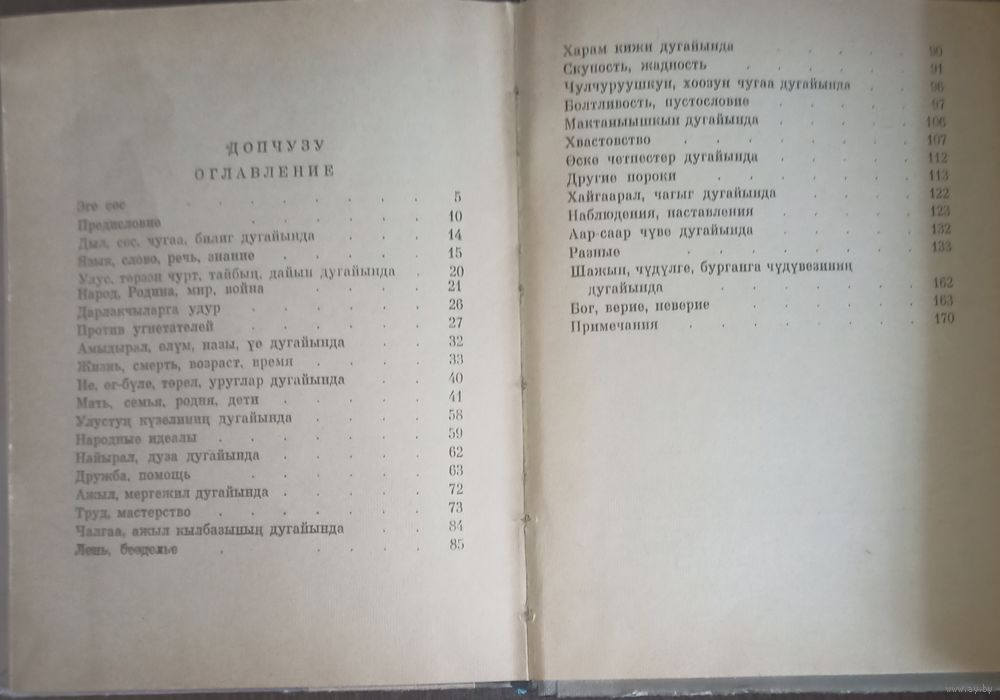 ДОПЧУЗУ
ОГЛАВЛЕНИЕ
Эге сөс . . . . . . . 5
Предисловие . . . . . . 10
Дыл, сөс, чугаа, билиг дугайында . . . 14
Язык, слово, речь, знание . . . . . 15
Улус, төрээн чурт, тайбың, дайын дугайында . 20
Народ, Родина, мир, война . . . . 21
Дарлакчыларга удур . . . . . 26
Против угнетателей . . . . . . 27
Амыдырал, өлүм, назы, үе дугайында . . 32
Жизнь, смерть, возраст, время . . . . 33
Ие, өг-бүле, төрел, уруглар дугайында . . 40
Мать, семья, родня, дети . . . . . 41
Улустуң күзелиниң дугайында . . . . 58
Народные идеалы . . . . . . . 59
Найырал, дуза дугайында . . . . . 62
Дружба, помощь . . . . . . 63
Ажыл, мергежил дугайында . . . . . 72
Труд, мастерство . . . . . . . 73
Чалгаа, ажыл кылбазының дугайында . . 84
Лень, безделье . . . . . 85
Харам кижи дугайында . . . . . 90
Скупость, жадность . . . . . . 91
Чулчуруушкун, хоозун чугаа дугайында . . 96
Болтливость, пустословие . . . . . 97
Мактаныышкын дугайында . . . . . 106
Хвастовство . . . . . . . . 107
Өске четпестер дугайында . . . . . 112
Другие пороки . . . . . . . 113
Хайгаарал, чагыг дугайында . . . . 122
Наблюдения, наставления . . . . . 123
Аар-саар чүве дугайында . . . . . 132
Разные . . . . . . . . 133
Шажын, чүдүлге, бурганга чүдүвезиниң
дугайында . . . . . . . 162
Бог, верие, неверие . . . . . . 163
Примечания . . . . . . . . 170
www.ay.by